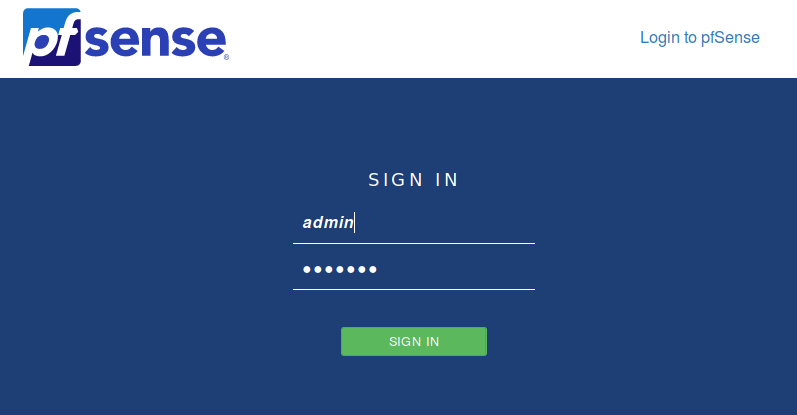 pfsense®
Login to pfSense
SIGN IN
admin
●●●●●●●
SIGN IN